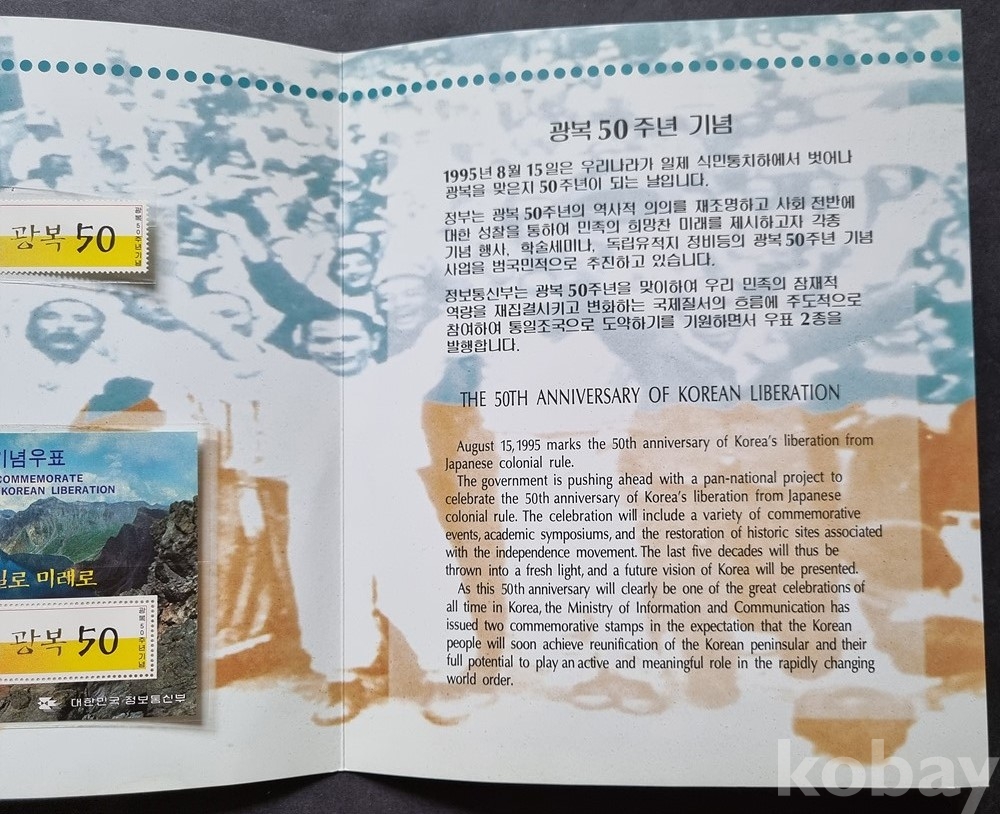 광복 50
광복50주년기념
기념우표
COMMEMORATE
KOREAN LIBERATION
미래로
광복 50
광복50주년기념
대한민국 정보통신부
광복 50 주년 기념
1995년 8월 15일은 우리나라가 일제 식민통치하에서 벗어나
광복을 맞은지 50주년이 되는 날입니다.
정부는 광복 50주년의 역사적 의의를 재조명하고 사회 전반에
대한 성찰을 통하여 민족의 희망찬 미래를 제시하고자 각종
기념 행사, 학술세미나, 독립유적지 정비등의 광복 50주년 기념
사업을 범국민적으로 추진하고 있습니다.
정보통신부는 광복 50주년을 맞이하여 우리 민족의 잠재적
역량을 재집결시키고 변화하는 국제질서의 흐름에 주도적으로
참여하여 통일조국으로 도약하기를 기원하면서 우표 2종을
발행합니다.
THE 50TH ANNIVERSARY OF KOREAN LIBERATION
August 15, 1995 marks the 50th anniversary of Korea's liberation from
Japanese colonial rule.
The government is pushing ahead with a pan-national project to
celebrate the 50th anniversary of Korea's liberation from Japanese
colonial rule. The celebration will include a variety of commemorative
events, academic symposiums, and the restoration of historic sites associated
with the independence movement. The last five decades will thus be
thrown into a fresh light, and a future vision of Korea will be presented.
As this 50th anniversary will clearly be one of the great celebrations of
all time in Korea, the Ministry of Information and Communication has
issued two commemorative stamps in the expectation that the Korean
people will soon achieve reunification of the Korean peninsular and their
full potential to play an active and meaningful role in the rapidly changing
world order.
kobay